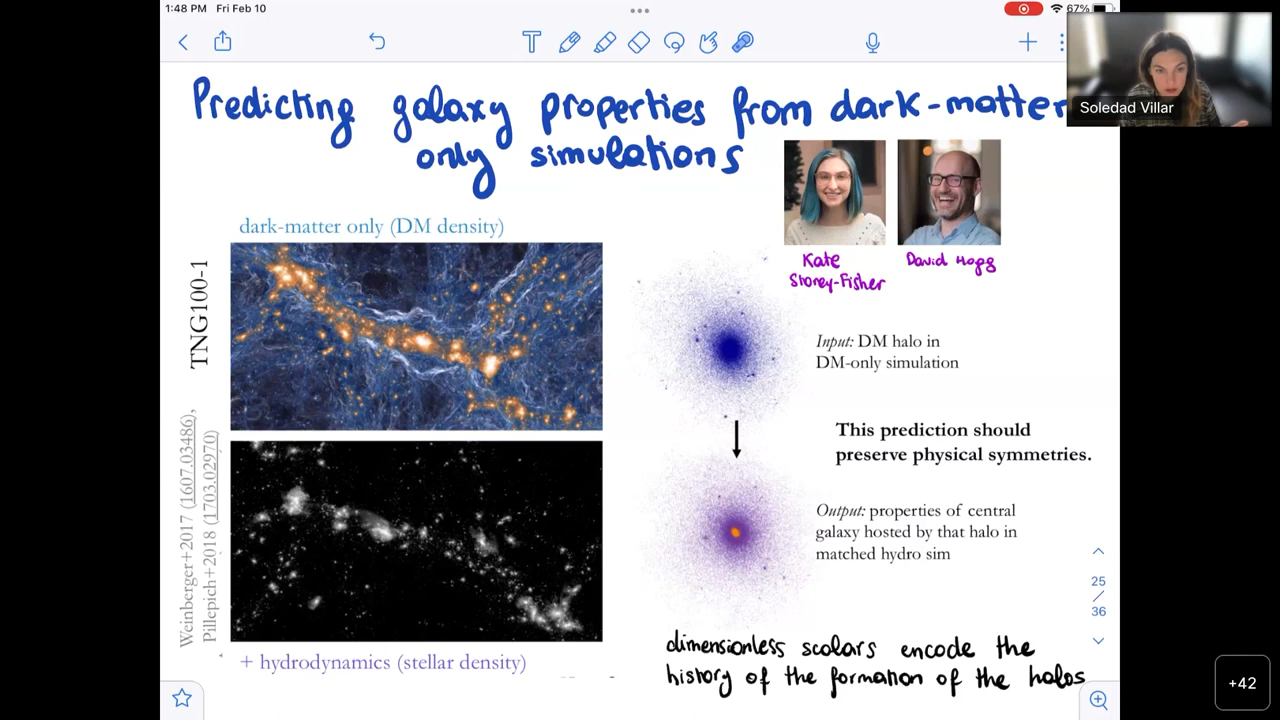 1:48 PM Fri Feb 10
67%
Soledad Villar
Predicting galaxy properties from dark-matter
only simulations
Kate
Storey-Fisher
David Hogg
dark-matter only (DM density)
TNG100-1
Weinberger+2017 (1607.03486),
Pillepich+2018 (1703.02970)
+ hydrodynamics (stellar density)
Input: DM halo in
DM-only simulation
This prediction should
preserve physical symmetries.
Output: properties of central
galaxy hosted by that halo in
matched hydro sim
dimensionless scalars encode the
history of the formation of the halos
25
/
36
+42